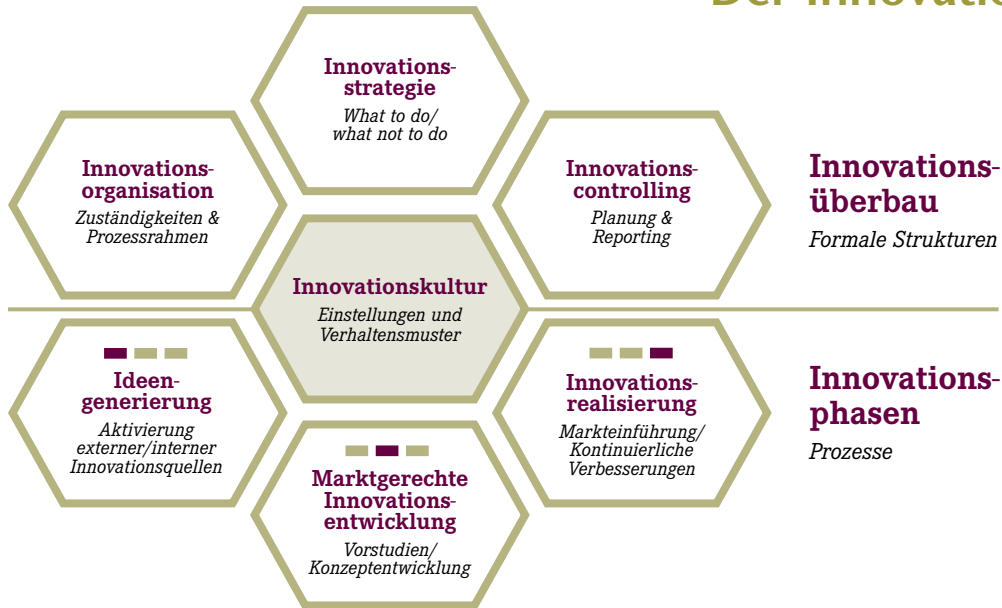 Der Innovatio
Innovations-
strategie
What to do/
what not to do
Innovations-
organisation
Zuständigkeiten &
Prozessrahmen
Innovations-
controlling
Planung &
Reporting
Innovations-
überbau
Formale Strukturen
Innovationskultur
Einstellungen und
Verhaltensmuster
Ideen-
generierung
Aktivierung
externer/interner
Innovationsquellen
Marktgerechte
Innovations-
entwicklung
Vorstudien/
Konzeptentwicklung
Innovations-
realisierung
Markteinführung/
Kontinuierliche
Verbesserungen
Innovations-
phasen
Prozesse